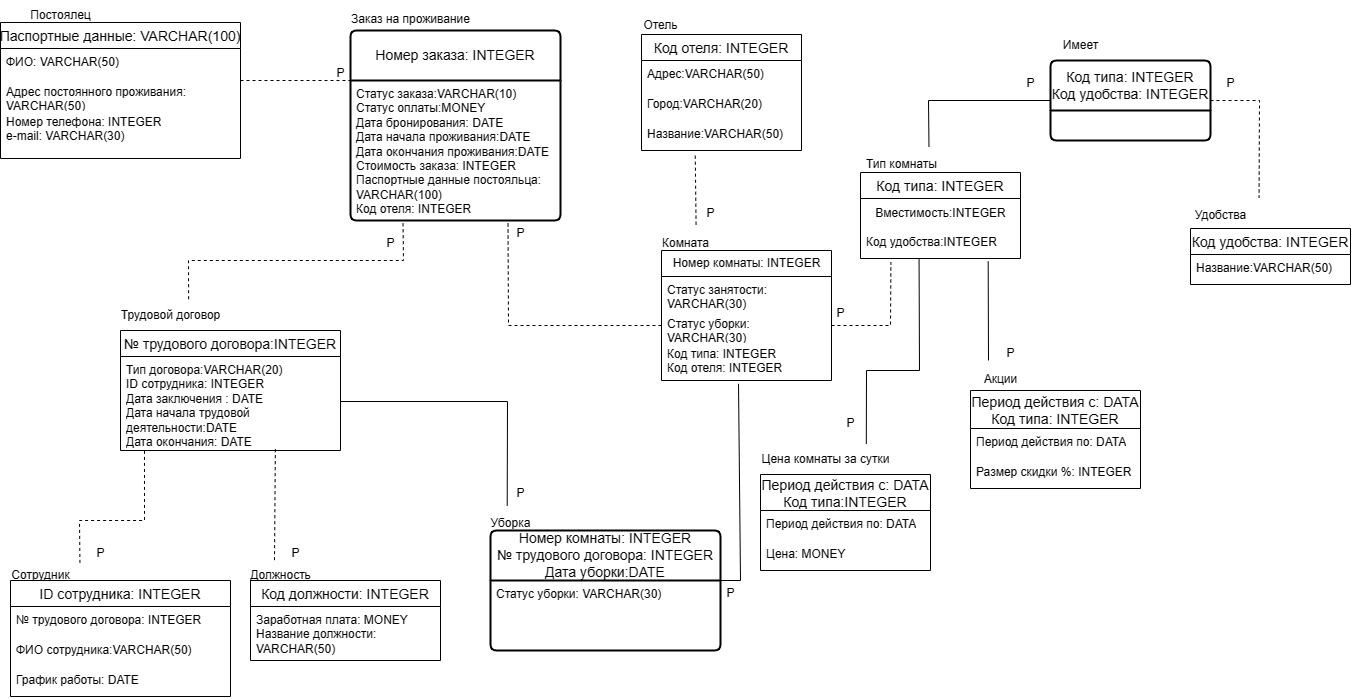 Постоялец
Паспортные данные: VARCHAR(100)
ФИО: VARCHAR(50)
Адрес постоянного проживания:
VARCHAR(50)
Номер телефона: INTEGER
e-mail: VARCHAR(30)
P
Заказ на проживание
Номер заказа: INTEGER
Статус заказа:VARCHAR(10)
Статус оплаты:MONEY
Дата бронирования: DATE
Дата начала проживания:DATE
Дата окончания проживания:DATE
Стоимость заказа: INTEGER
Паспортные данные постояльца:
VARCHAR(100)
Код отеля: INTEGER
P
P
Отель
Код отеля: INTEGER
Адрес:VARCHAR(50)
Город:VARCHAR(20)
Название:VARCHAR(50)
P
Имеет
Код типа: INTEGER
Код удобства: INTEGER
P
P
Тип комнаты
Код типа: INTEGER
Вместимость:INTEGER
Код удобства:INTEGER
Удобства
Код удобства: INTEGER
Название:VARCHAR(50)
Комната
Номер комнаты: INTEGER
Статус занятости:
VARCHAR(30)
Статус уборки:
VARCHAR(30)
Код типа: INTEGER
Код отеля: INTEGER
P
Трудовой договор
№ трудового договора:INTEGER
Тип договора:VARCHAR(20)
ID сотрудника: INTEGER
Дата заключения : DATE
Дата начала трудовой
деятельности:DATE
Дата окончания: DATE
P
Акции
Период действия с: DATA
Код типа: INTEGER
Период действия по: DATA
Размер скидки %: INTEGER
P
Цена комнаты за сутки
Период действия с: DATA
Код типа:INTEGER
Период действия по: DATA
Цена: MONEY
P
Уборка
Номер комнаты: INTEGER
№ трудового договора: INTEGER
Дата уборки:DATE
Статус уборки: VARCHAR(30)
P
P
Сотрудник
ID сотрудника: INTEGER
№ трудового договора: INTEGER
ФИО сотрудника:VARCHAR(50)
График работы: DATE
P
Должность
Код должности: INTEGER
Заработная плата: MONEY
Название должности:
VARCHAR(50)